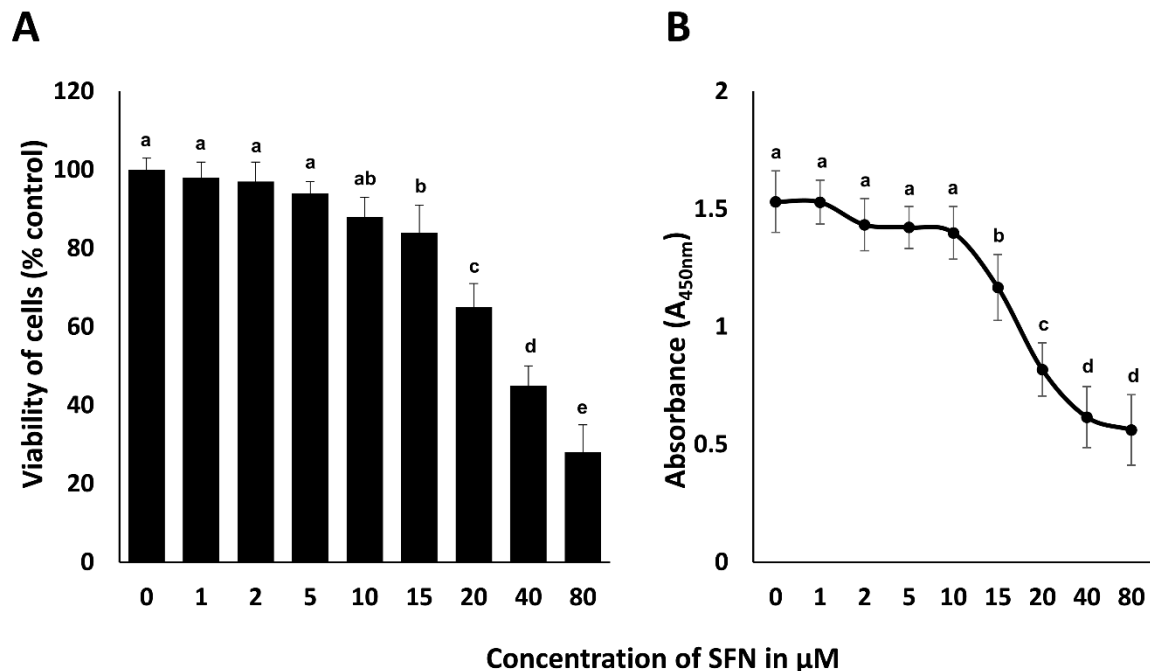 A
Viability of cells (% control)
120
100
80
60
40
20
0
a
a
a
a
ab
b
c
d
e
0 1 2 5 10 15 20 40 80
B
Absorbance (A450nm)
2
1.5
1
0.5
0
a
a
a
a
a
b
c
d
d
0 1 2 5 10 15 20 40 80
Concentration of SFN in µM